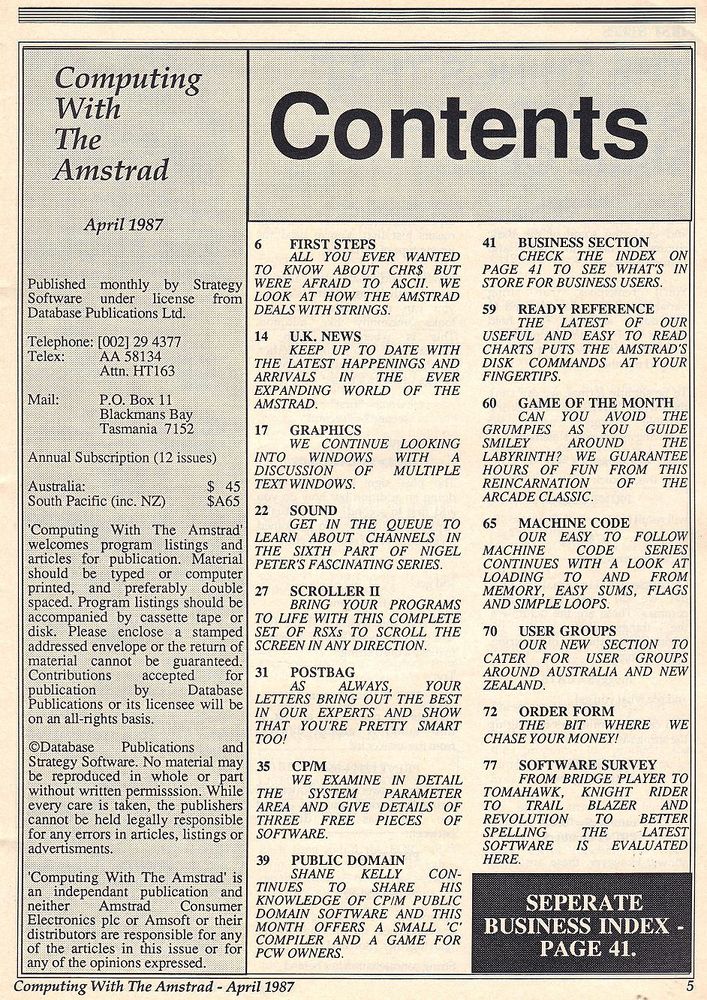 Computing
With
The
Amstrad
April 1987
Published monthly by Strategy
Software under license from
Database Publications Ltd.
Telephone: [002] 29 4377
Telex: AA 58134
Attn. HT163
Mail: P.O. Box 11
Blackmans Bay
Tasmania 7152
Annual Subscription (12 issues)
Australia: $ 45
South Pacific (inc. NZ) $A65
'Computing With The Amstrad'
welcomes program listings and
articles for publication. Material
should be typed or computer
printed, and preferably double
spaced. Program listings should be
accompanied by cassette tape or
disk. Please enclose a stamped
addressed envelope or the return of
material cannot be guaranteed.
Contributions accepted for
publication by Database
Publications or its licensee will be
on an all-rights basis.
©Database Publications and
Strategy Software. No material may
be reproduced in whole or part
without written permisssion. While
every care is taken, the publishers
cannot be held legally responsible
for any errors in articles, listings or
advertisments.
'Computing With The Amstrad' is
an independant publication and
neither Amstrad Consumer
Electronics plc or Amsoft or their
distributors are responsible for any
of the articles in this issue or for
any of the opinions expressed.
Contents
6 FIRST STEPS
ALL YOU EVER WANTED
TO KNOW ABOUT CHR$ BUT
WERE AFRAID TO ASCII. WE
LOOK AT HOW THE AMSTRAD
DEALS WITH STRINGS.
14 U.K. NEWS
KEEP UP TO DATE WITH
THE LATEST HAPPENINGS AND
ARRIVALS IN THE EVER
EXPANDING WORLD OF THE
AMSTRAD.
17 GRAPHICS
WE CONTINUE LOOKING
INTO WINDOWS WITH A
DISCUSSION OF MULTIPLE
TEXT WINDOWS.
22 SOUND
GET IN THE QUEUE TO
LEARN ABOUT CHANNELS IN
THE SIXTH PART OF NIGEL
PETER'S FASCINATING SERIES.
27 SCROLLER II
BRING YOUR PROGRAMS
TO LIFE WITH THIS COMPLETE
SET OF RSXs TO SCROLL THE
SCREEN IN ANY DIRECTION.
31 POSTBAG
AS ALWAYS, YOUR
LETTERS BRING OUT THE BEST
IN OUR EXPERTS AND SHOW
THAT YOU'RE PRETTY SMART
TOO!
35 CP/M
WE EXAMINE IN DETAIL
THE SYSTEM PARAMETER
AREA AND GIVE DETAILS OF
THREE FREE PIECES OF
SOFTWARE.
39 PUBLIC DOMAIN
SHANE KELLY CON-
TINUES TO SHARE HIS
KNOWLEDGE OF CP/M PUBLIC
DOMAIN SOFTWARE AND THIS
MONTH OFFERS A SMALL 'C'
COMPILER AND A GAME FOR
PCW OWNERS.
41 BUSINESS SECTION
CHECK THE INDEX ON
PAGE 41 TO SEE WHAT'S IN
STORE FOR BUSINESS USERS.
59 READY REFERENCE
THE LATEST OF OUR
USEFUL AND EASY TO READ
CHARTS PUTS THE AMSTRAD'S
DISK COMMANDS AT YOUR
FINGERTIPS.
60 GAME OF THE MONTH
CAN YOU AVOID THE
GRUMPIES AS YOU GUIDE
SMILEY AROUND THE
LABYRINTH? WE GUARANTEE
HOURS OF FUN FROM THIS
REINCARNATION OF THE
ARCADE CLASSIC.
65 MACHINE CODE
OUR EASY TO FOLLOW
MACHINE CODE SERIES
CONTINUES WITH A LOOK AT
LOADING TO AND FROM
MEMORY, EASY SUMS, FLAGS
AND SIMPLE LOOPS.
70 USER GROUPS
OUR NEW SECTION TO
CATER FOR USER GROUPS
AROUND AUSTRALIA AND NEW
ZEALAND.
72 ORDER FORM
THE BIT WHERE WE
CHASE YOUR MONEY!
77 SOFTWARE SURVEY
FROM BRIDGE PLAYER TO
TOMAHAWK, KNIGHT RIDER
TO TRAIL BLAZER AND
REVOLUTION TO BETTER
SPELLING THE LATEST
SOFTWARE IS EVALUATED
HERE.
SEPERATE
BUSINESS INDEX -
PAGE 41.
Computing With The Amstrad - April 1987 5